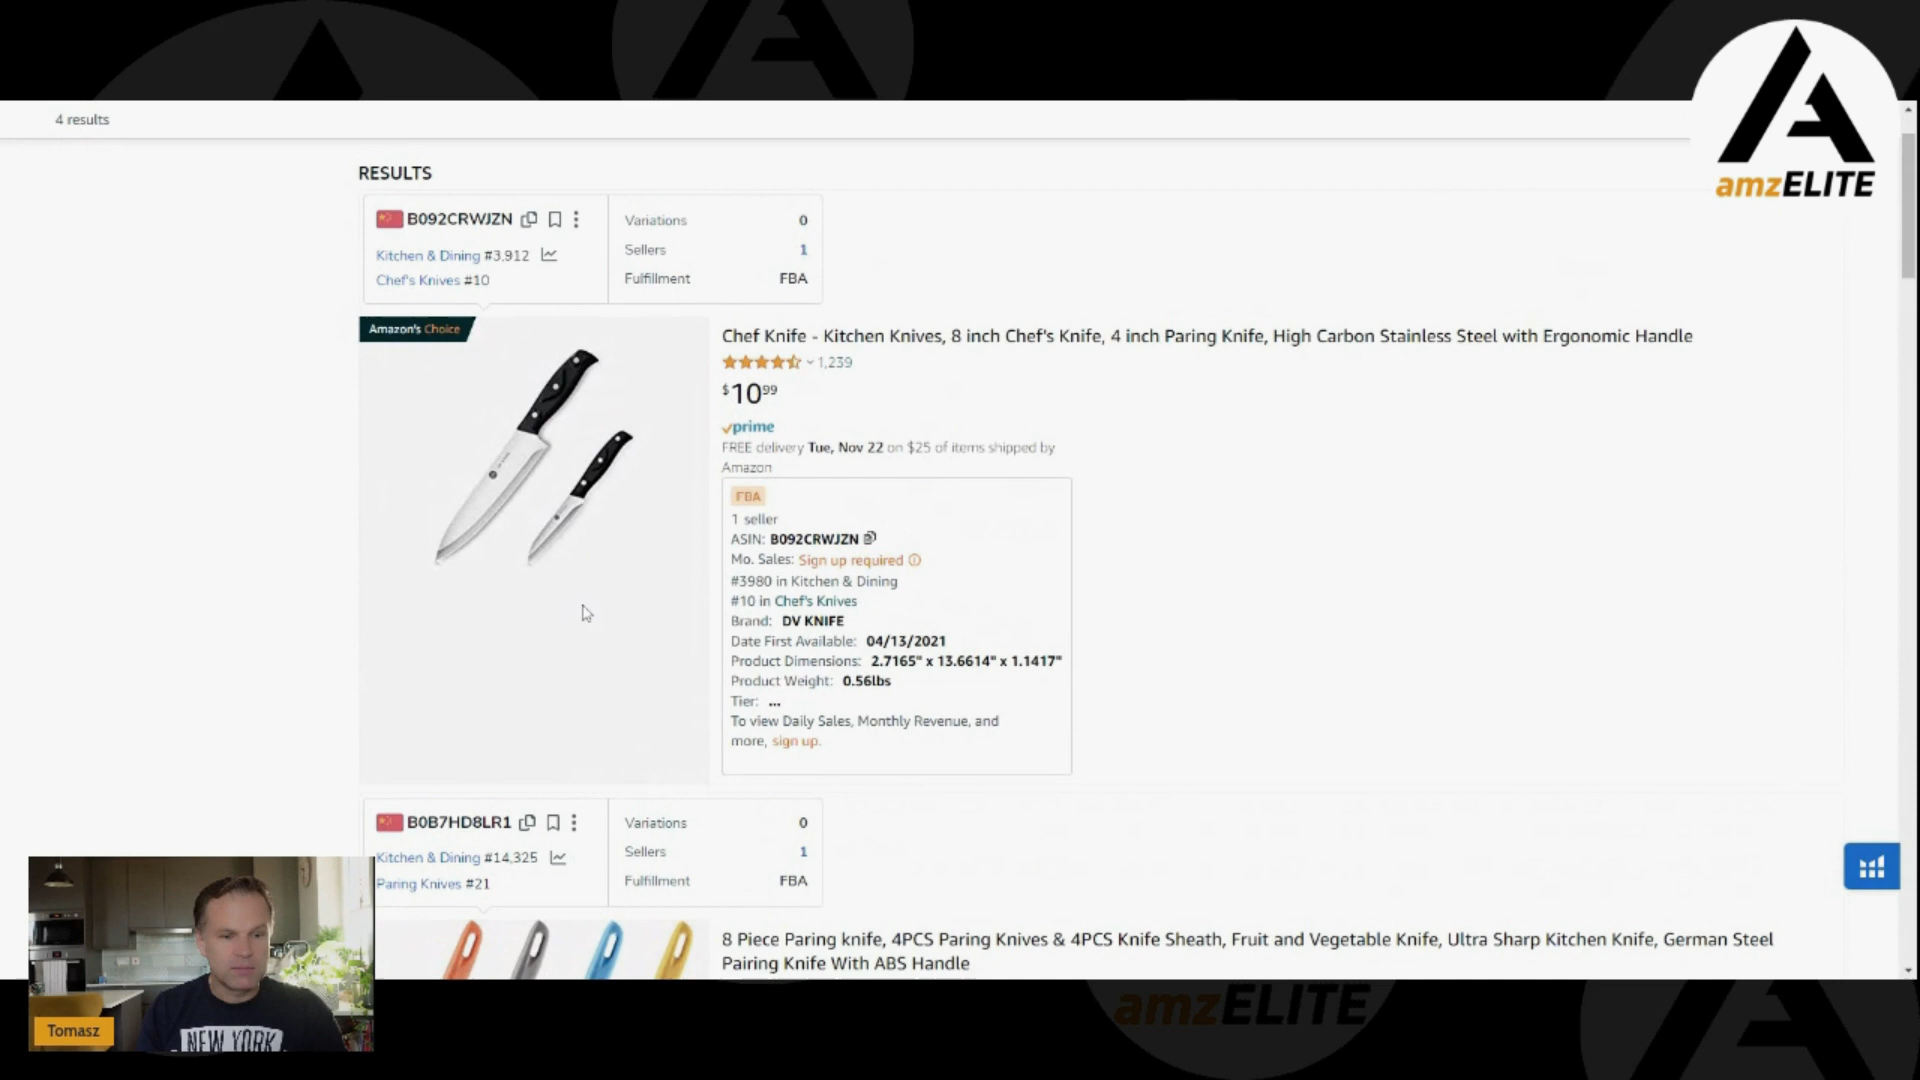 4 results
amzELITE
RESULTS
B092CRWJZN
Kitchen & Dining #3,912
Chef's Knives #10
Variations 0
Sellers 1
Fulfillment FBA
Amazon's Choice
Chef Knife - Kitchen Knives, 8 inch Chef's Knife, 4 inch Paring Knife, High Carbon Stainless Steel with Ergonomic Handle
1,239
$10.99
prime
FREE delivery Tue, Nov 22 on $25 of items shipped by
Amazon
FBA
1 seller
ASIN: B092CRWJZN
Mo. Sales: Sign up required
#3980 in Kitchen & Dining
#10 in Chef's Knives
Brand: DV KNIFE
Date First Available: 04/13/2021
Product Dimensions: 2.7165" x 13.6614" x 1.1417"
Product Weight: 0.56lbs
Tier: ...
To view Daily Sales, Monthly Revenue, and
more, sign up.
B0B7HD8LR1
Kitchen & Dining #14,325
Paring Knives #21
Variations 0
Sellers 1
Fulfillment FBA
8 Piece Paring knife, 4PCS Paring Knives & 4PCS Knife Sheath, Fruit and Vegetable Knife, Ultra Sharp Kitchen Knife, German Steel
Pairing Knife With ABS Handle
Tomasz
NEW YORK
amzELITE